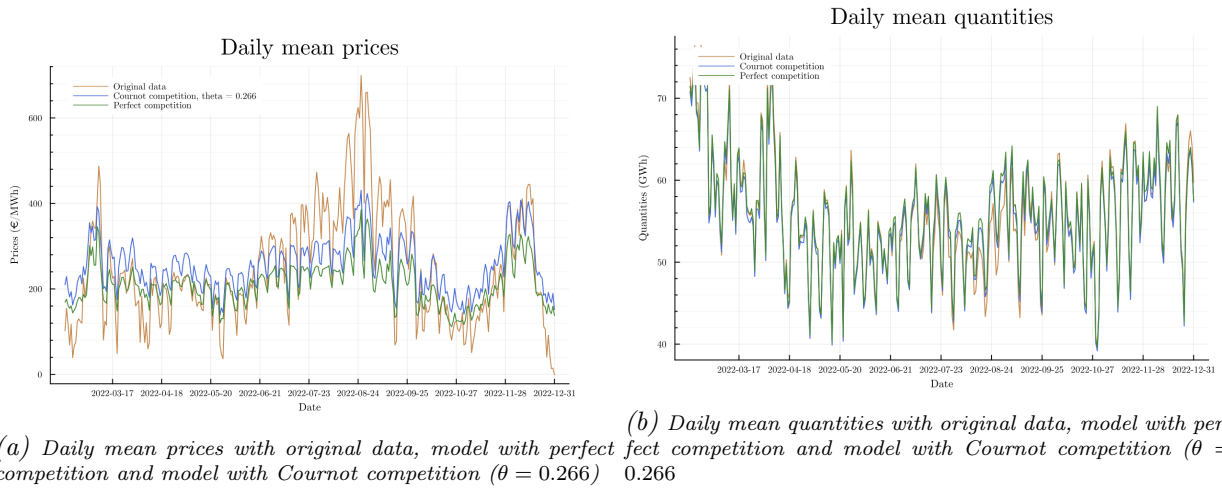 Daily mean prices
Original data
Cournot competition, theta = 0.266
Perfect competition
Prices (€/MWh)
600
400
200
0
2022-03-17 2022-04-18 2022-05-20 2022-06-21 2022-07-23 2022-08-24 2022-09-25 2022-10-27 2022-11-28 2022-12-31
Date
(a) Daily mean prices with original data, model with perfect
competition and model with Cournot competition (θ = 0.266)
Daily mean quantities
Original data
Cournot competition
Perfect competition
Quantities (GWh)
70
60
50
40
2022-03-17 2022-04-18 2022-05-20 2022-06-21 2022-07-23 2022-08-24 2022-09-25 2022-10-27 2022-11-28 2022-12-31
Date
(b) Daily mean quantities with original data, model with per
fect competition and model with Cournot competition (θ =
0.266